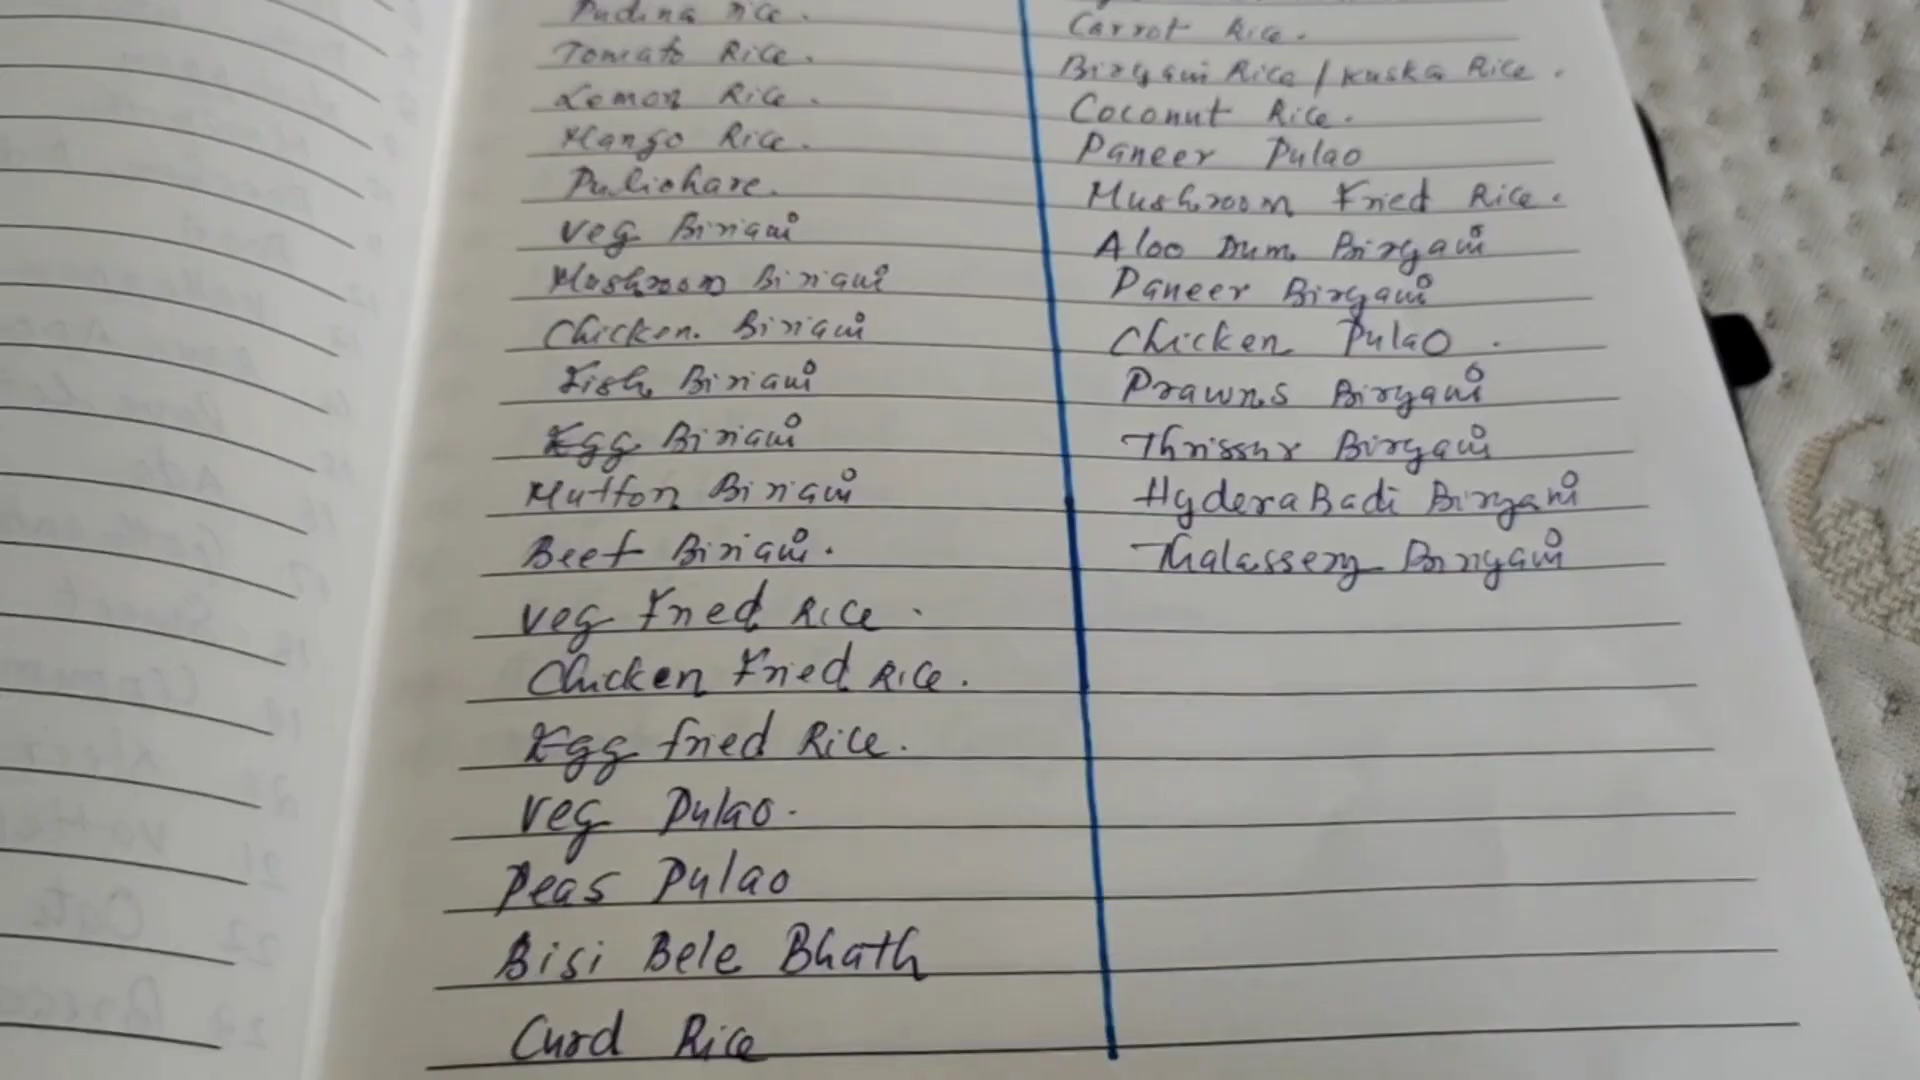 Pudina rice.
Tomato Rice.
Lemon Rice.
Mango Rice.
Puliohare.
Veg Biriani
Mushroom Biriani
Chicken Biriani
Fish Biriani
Egg Biriani
Mutton Biriani
Beef Biriani.
Veg Fried Rice.
Chicken Fried Rice.
Egg fried Rice.
Veg Pulao.
Peas Pulao
Bisi Bele Bhath
Curd Rice
Carrot Rice.
Biryani Rice / Kuska Rice.
Coconut Rice.
Paneer Pulao
Mushroom Fried Rice.
Aloo Dum Biryani
Paneer Biryani
Chicken Pulao.
Prawns Biryani
Thrissur Biryani
HyderaBadi Biryani
Thalassery Biriyani